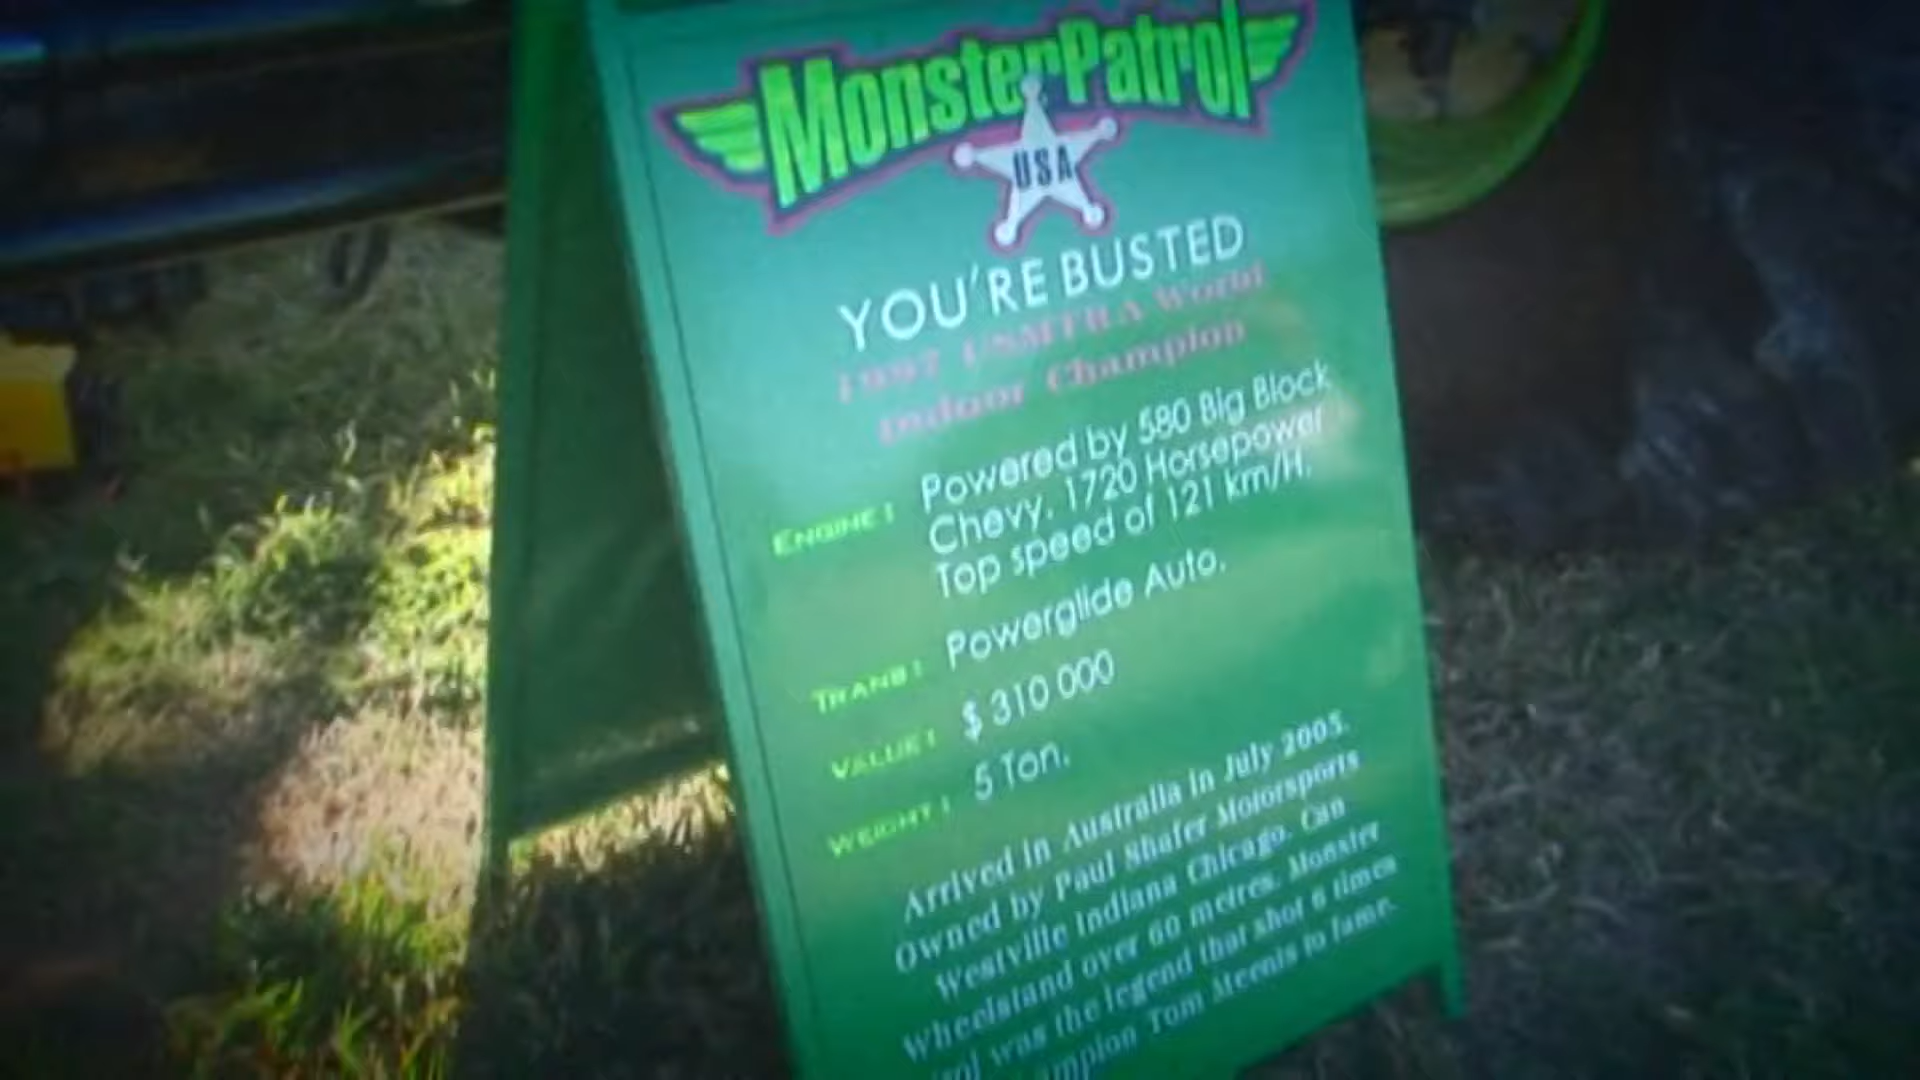 MonsterPatrol
USA
YOU'RE BUSTED
1997 USMTRA World
Indoor Champion
ENGINE: Powered by 580 Big Block
Chevy. 1720 Horsepower
Top speed of 121 km/H.
TRANS: Powerglide Auto.
VALUE: $ 310 000
WEIGHT: 5 Ton.
Arrived in Australia in July 2005.
Owned by Paul Shafer Motorsports
Westville Indiana Chicago. Can
Wheelstand over 60 metres. Monster
was the legend that shot 6 times
Tom Meents to fame.